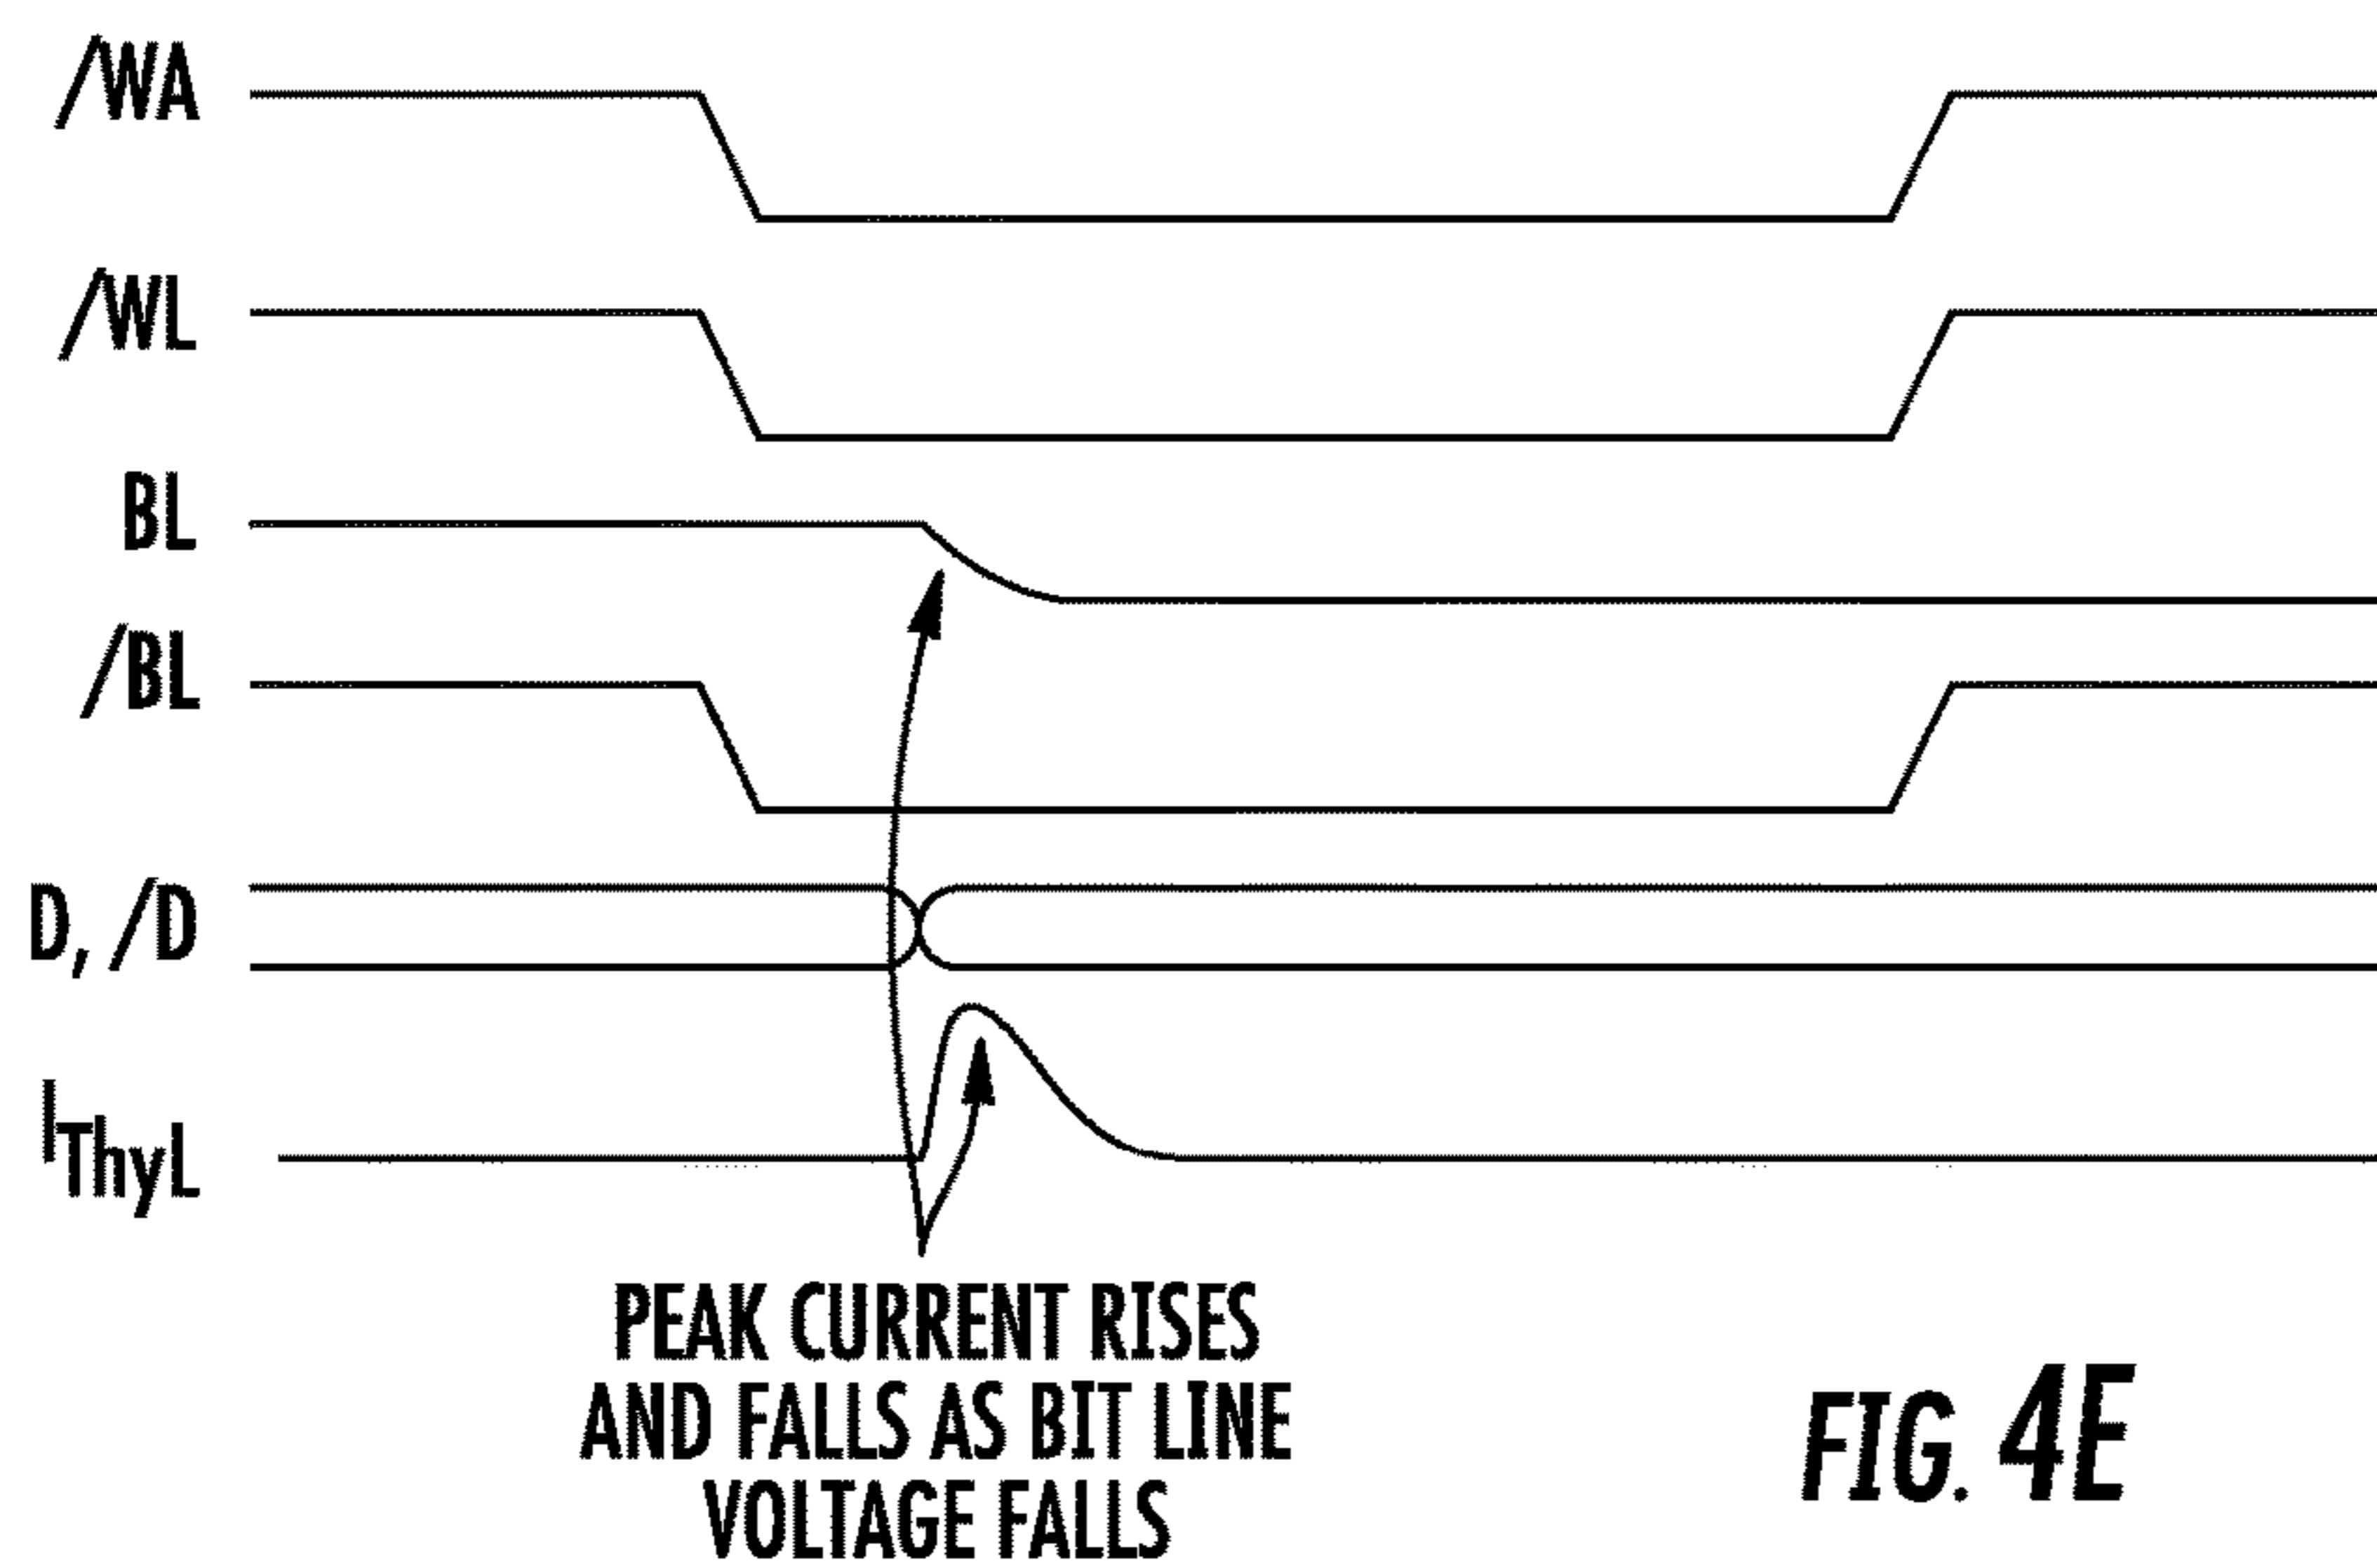 /WA
/WL
BL
/BL
D, /D
IThyL
PEAK CURRENT RISES
AND FALLS AS BIT LINE
VOLTAGE FALLS
FIG. 4E